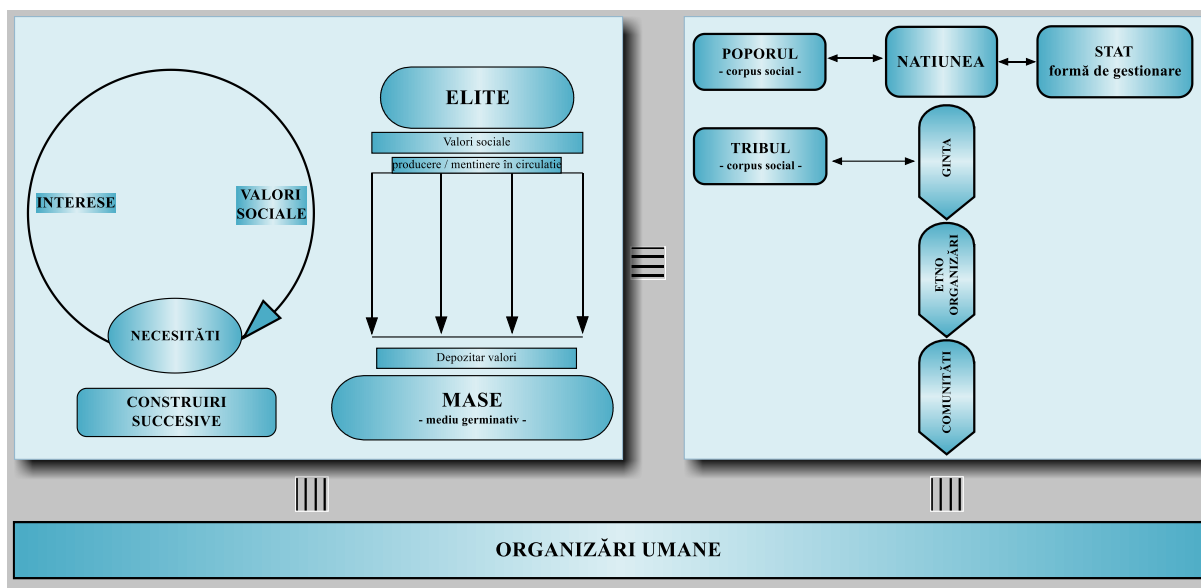 INTERESE
VALORI
SOCIALE
NECESITĂTI
CONSTRUIRI
SUCCESIVE
ELITE
Valori sociale
producere / mentinere în circulatie
Depozitar valori
MASE
- mediu germinativ -
POPORUL
- corpus social -
NATIUNEA
STAT
formă de gestionare
TRIBUL
- corpus social -
GINTA
ETNO
ORGANIZĂRI
COMUNITĂTI
ORGANIZĂRI UMANE